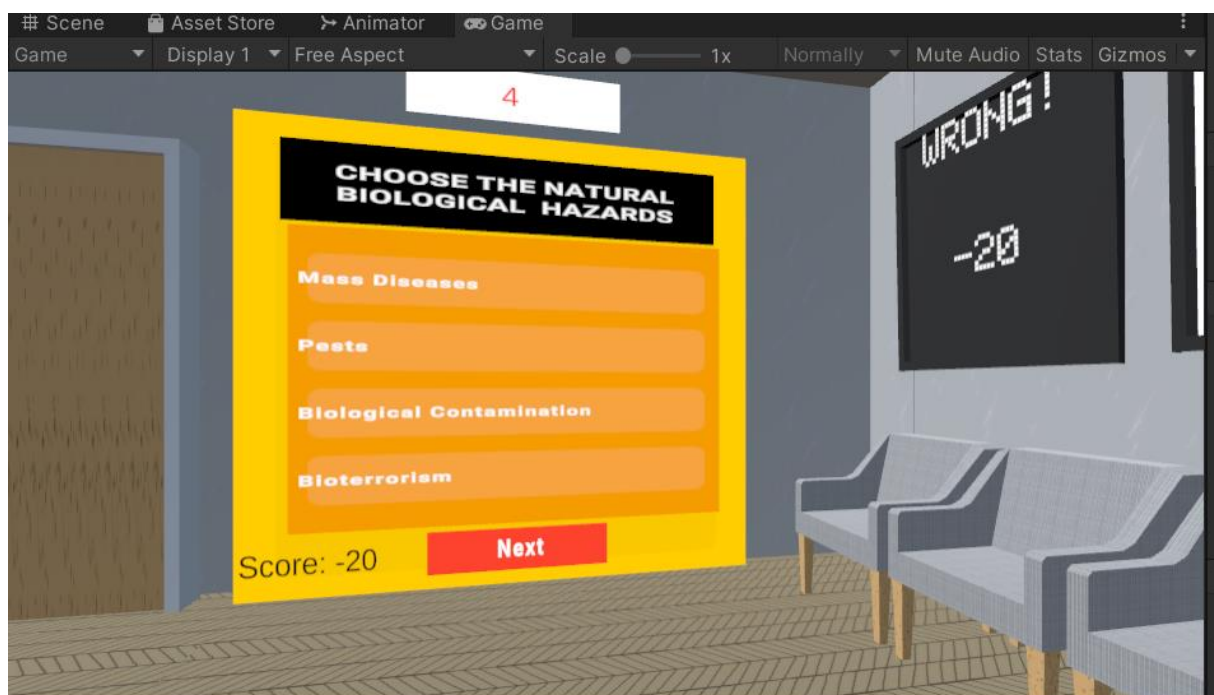 Scene Asset Store Animator Game
Game Display 1 Free Aspect Scale 1x Normally Mute Audio Stats Gizmos
4
WRONG!
-20
CHOOSE THE NATURAL
BIOLOGICAL HAZARDS
Mass Diseases
Pests
Biological Contamination
Bioterrorism
Score: -20
Next